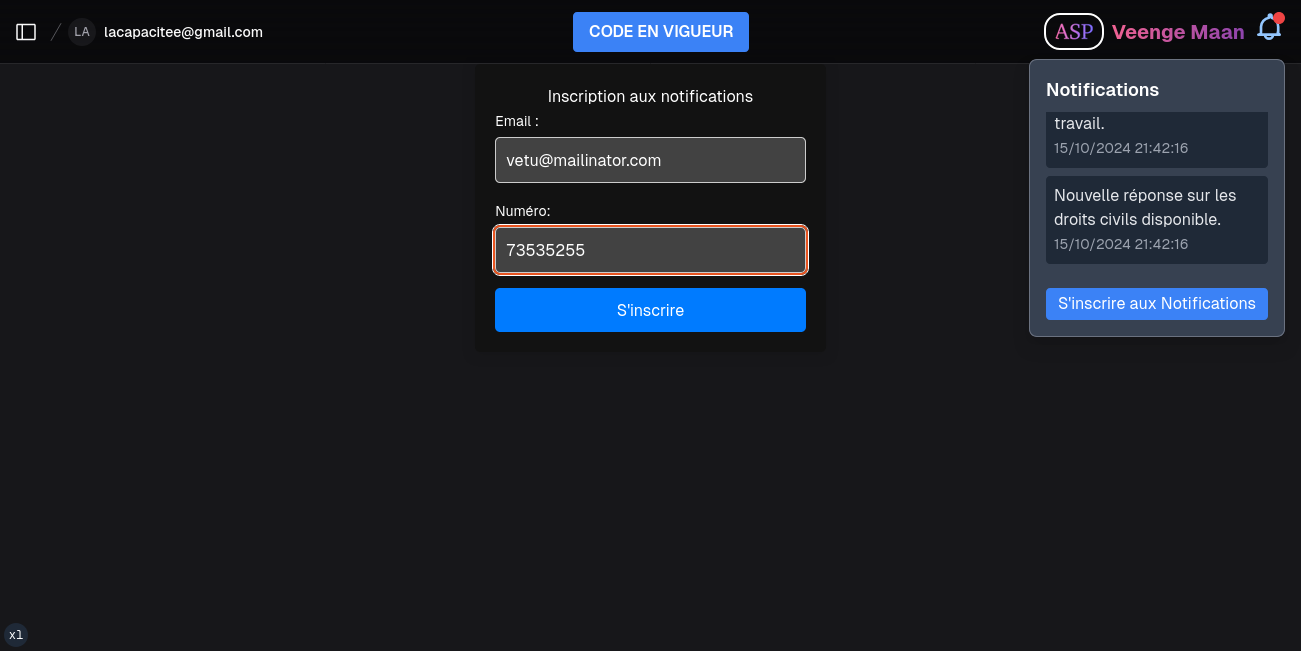 LA lacapacitee@gmail.com CODE EN VIGUEUR ASP Veenge Maan
Inscription aux notifications
Email :
vetu@mailinator.com
Numéro:
73535255
S'inscrire
Notifications
travail.
15/10/2024 21:42:16
Nouvelle réponse sur les
droits civils disponible.
15/10/2024 21:42:16
S'inscrire aux Notifications
xl